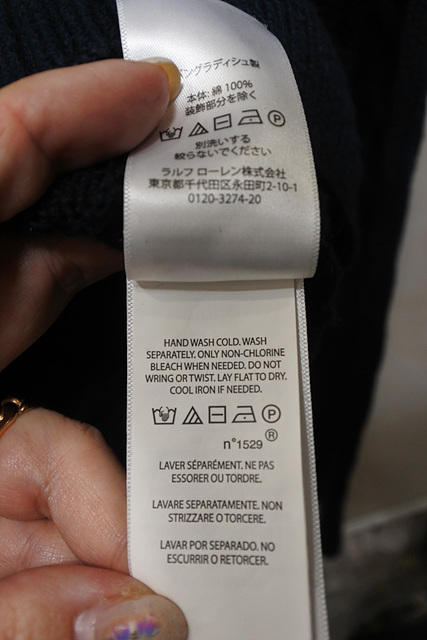 バングラディシュ製
本体: 綿 100%
装飾部分を除く
P
別洗いする
絞らないでください
ラルフ ローレン株式会社
東京都千代田区永田町2-10-1
0120-3274-20
HAND WASH COLD. WASH
SEPARATELY. ONLY NON-CHLORINE
BLEACH WHEN NEEDED. DO NOT
WRING OR TWIST. LAY FLAT TO DRY.
COOL IRON IF NEEDED.
P
n°1529 ®
LAVER SÉPARÉMENT. NE PAS
ESSORER OU TORDRE.
LAVARE SEPARATAMENTE. NON
STRIZZARE O TORCERE.
LAVAR POR SEPARADO. NO
ESCURRIR O RETORCER.